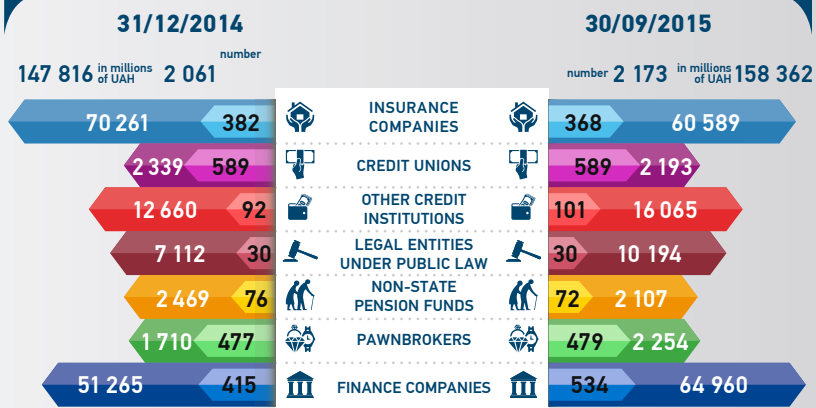 31/12/2014
30/09/2015
number
147 816 in millions of UAH 2 061
number 2 173 in millions of UAH 158 362
70 261 382
INSURANCE
COMPANIES
368 60 589
2 339 589
CREDIT UNIONS
589 2 193
12 660 92
OTHER CREDIT
INSTITUTIONS
101 16 065
7 112 30
LEGAL ENTITIES
UNDER PUBLIC LAW
30 10 194
2 469 76
NON-STATE
PENSION FUNDS
72 2 107
1 710 477
PAWNBROKERS
479 2 254
51 265 415
FINANCE COMPANIES
534 64 960